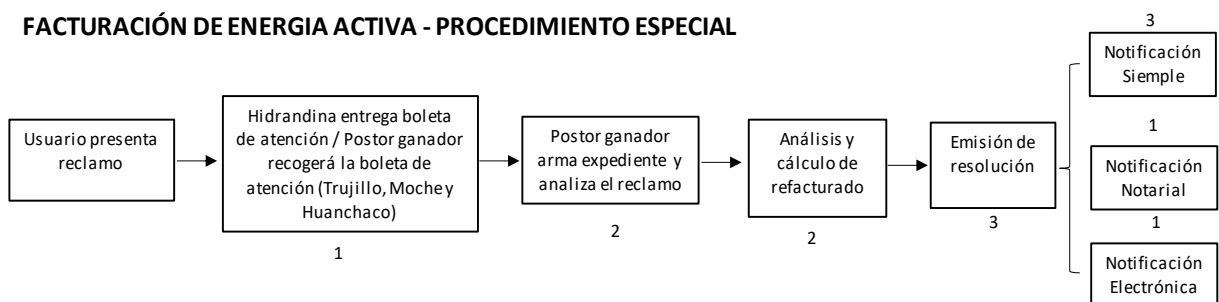 FACTURACIÓN DE ENERGIA ACTIVA - PROCEDIMIENTO ESPECIAL
Usuario presenta
reclamo
Hidrandina entrega boleta
de atención / Postor ganador
recogerá la boleta de
atención (Trujillo, Moche y
Huanchaco)
1
Postor ganador
arma expediente y
analiza el reclamo
2
Análisis y
cálculo de
refacturado
2
Emisión de
resolución
3
3
Notificación
Siemple
1
Notificación
Notarial
1
Notificación
Electrónica